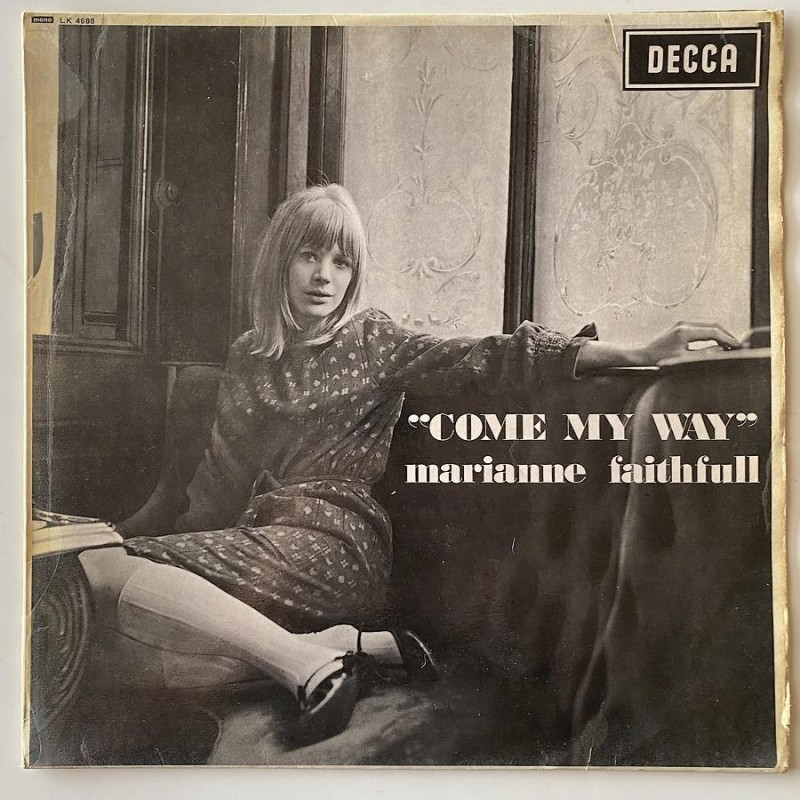 mono LK 4688
DECCA
“COME MY WAY”
marianne faithfull